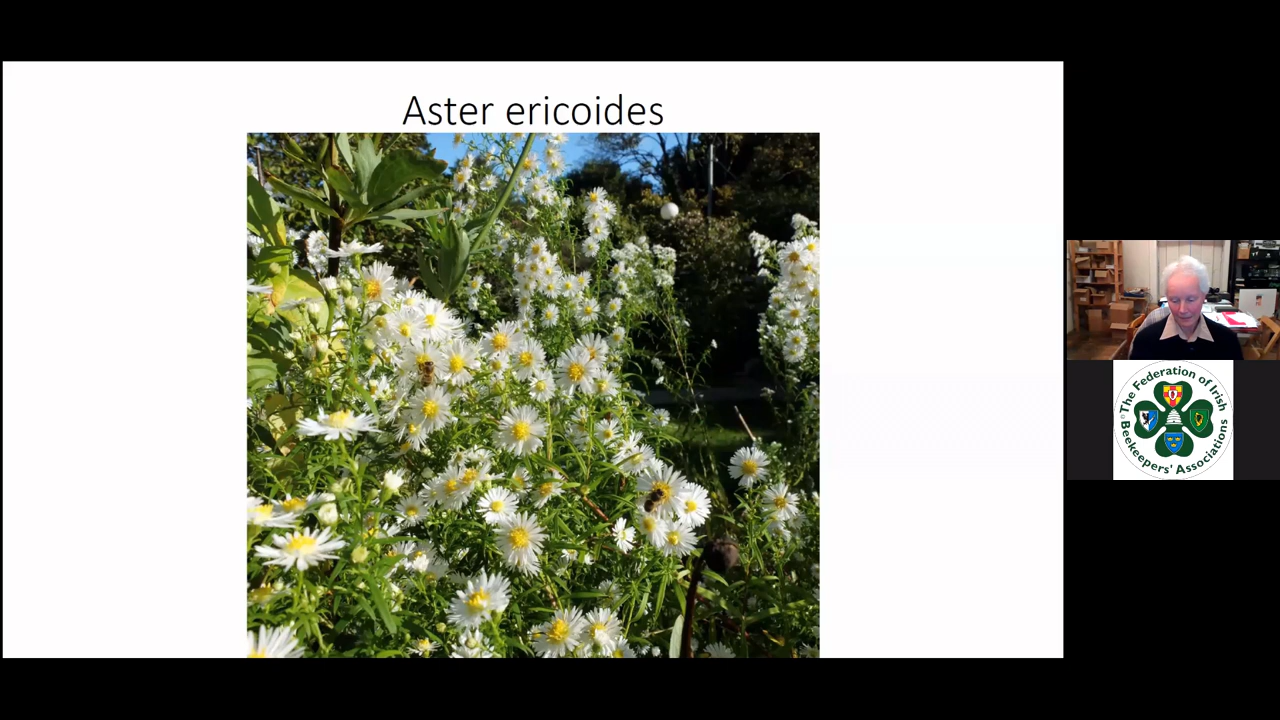 Aster ericoides
The Federation of Irish
Beekeepers' Associations